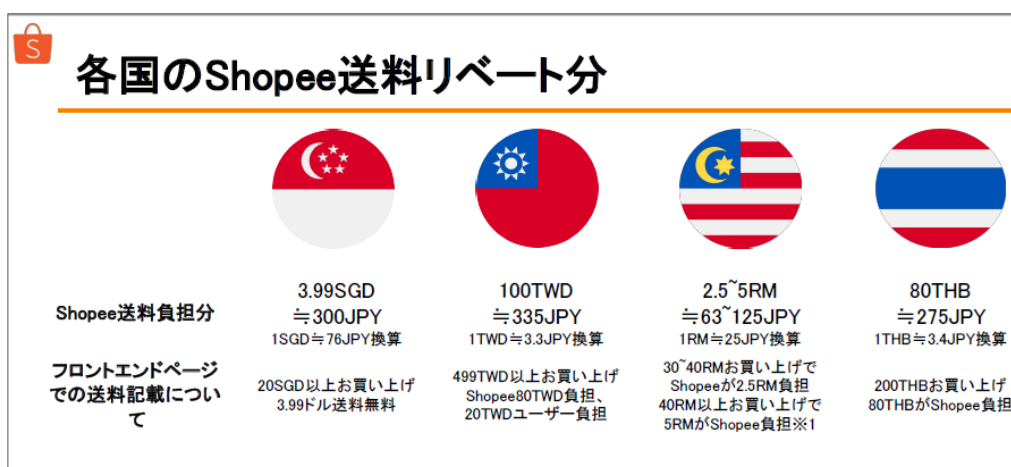 S
各国のShopee送料リベート分
Shopee送料負担分
3.99SGD
≒300JPY
1SGD≒76JPY換算
100TWD
≒335JPY
1TWD≒3.3JPY換算
2.5~5RM
≒63~125JPY
1RM≒25JPY換算
80THB
≒275JPY
1THB≒3.4JPY換算
フロントエンドページ
での送料記載につい
て
20SGD以上お買い上げ
3.99ドル送料無料
499TWD以上お買い上げ
Shopee80TWD負担、
20TWDユーザー負担
30~40RMお買い上げで
Shopeeが2.5RM負担
40RM以上お買い上げで
5RMがShopee負担※1
200THBお買い上げ
80THBがShopee負担